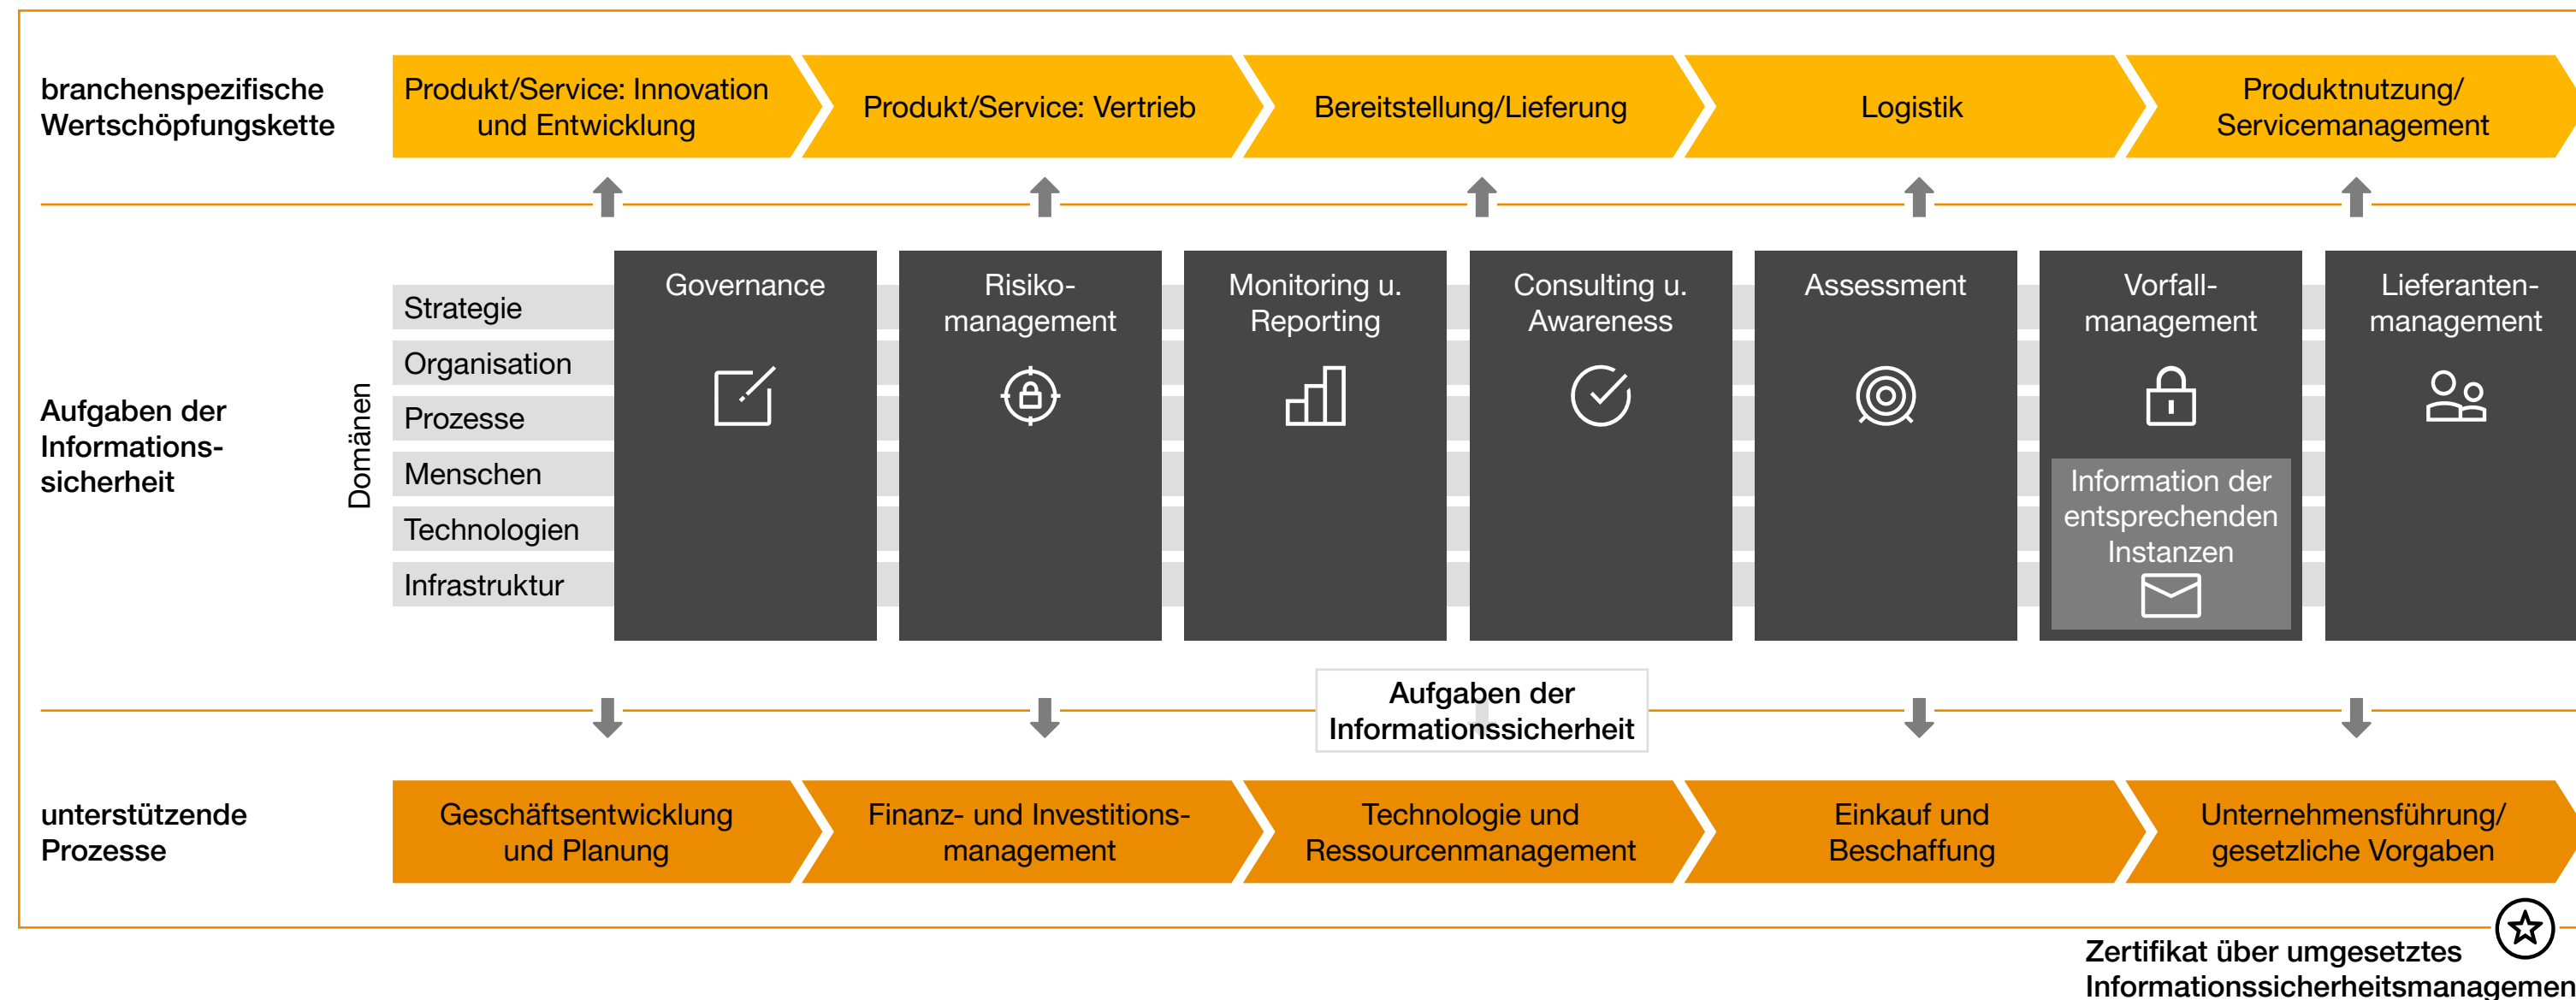 branchenspezifische
Wertschöpfungskette
Produkt/Service: Innovation
und Entwicklung
Produkt/Service: Vertrieb
Bereitstellung/Lieferung
Logistik
Produktnutzung/
Servicemanagement
Aufgaben der
Informations-
sicherheit
Domänen
Strategie
Organisation
Prozesse
Menschen
Technologien
Infrastruktur
Governance
Risiko-
management
Monitoring u.
Reporting
Consulting u.
Awareness
Assessment
Vorfall-
management
Information der
entsprechenden
Instanzen
Lieferanten-
management
Aufgaben der
Informationssicherheit
unterstützende
Prozesse
Geschäftsentwicklung
und Planung
Finanz- und Investitions-
management
Technologie und
Ressourcenmanagement
Einkauf und
Beschaffung
Unternehmensführung/
gesetzliche Vorgaben
Zertifikat über umgesetztes
Informationssicherheitsmanagemen